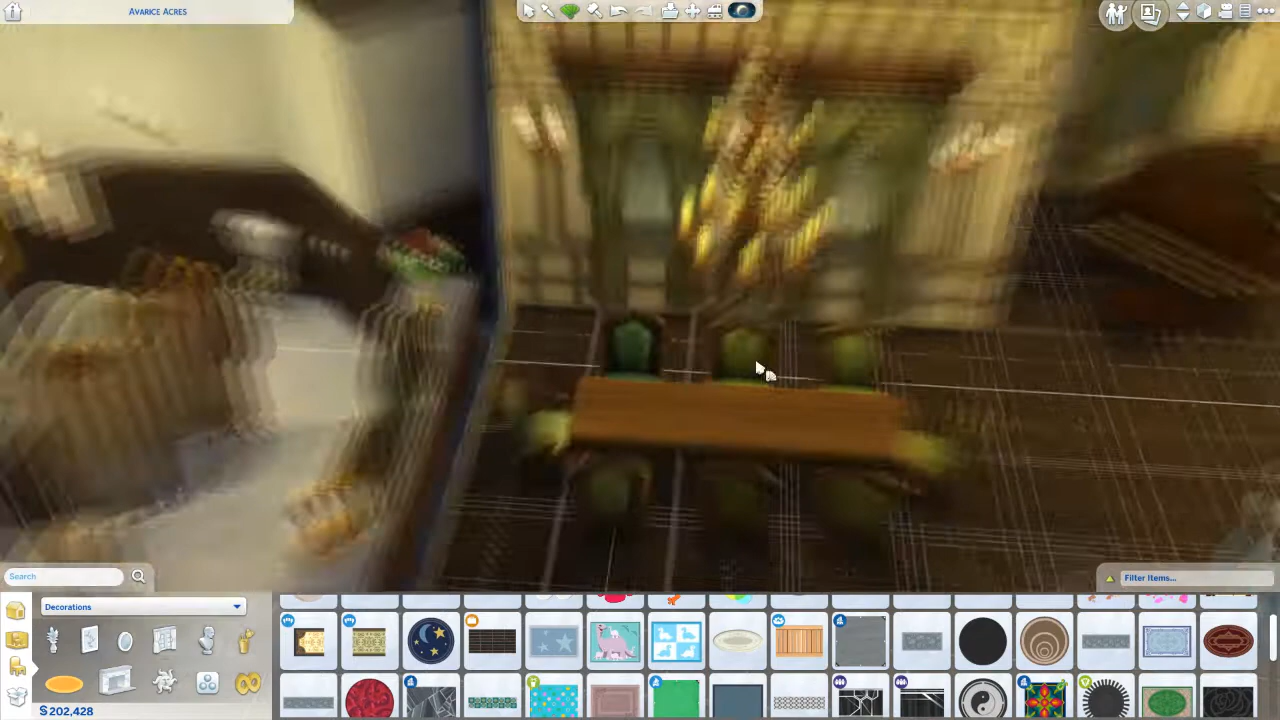 Avarice Acres
Search
Filter Items...
Decorations
§202,428